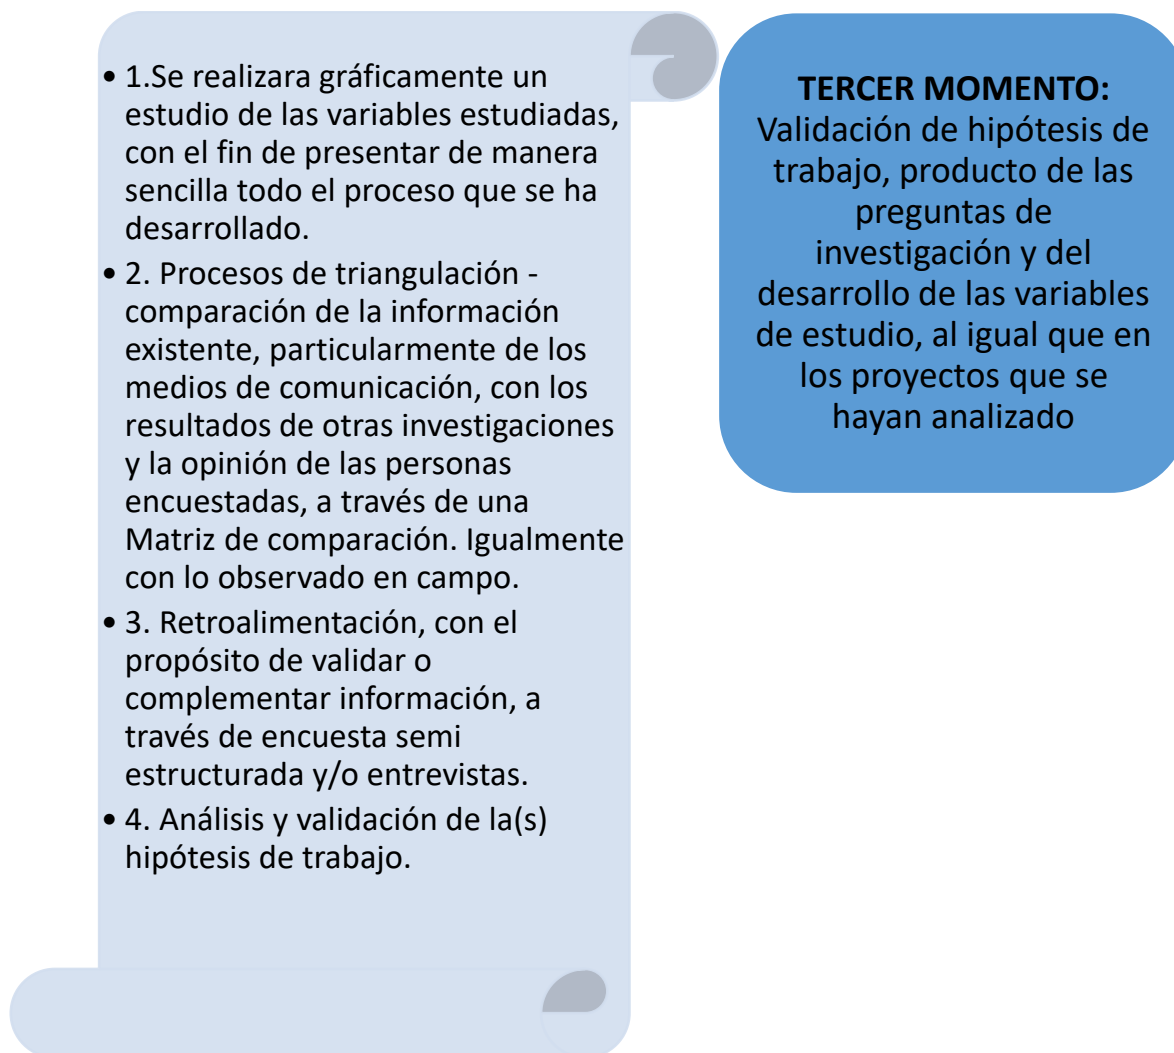 • 1.Se realizara gráficamente un
estudio de las variables estudiadas,
con el fin de presentar de manera
sencilla todo el proceso que se ha
desarrollado.
• 2. Procesos de triangulación -
comparación de la información
existente, particularmente de los
medios de comunicación, con los
resultados de otras investigaciones
y la opinión de las personas
encuestadas, a través de una
Matriz de comparación. Igualmente
con lo observado en campo.
• 3. Retroalimentación, con el
propósito de validar o
complementar información, a
través de encuesta semi
estructurada y/o entrevistas.
• 4. Análisis y validación de la(s)
hipótesis de trabajo.
TERCER MOMENTO:
Validación de hipótesis de
trabajo, producto de las
preguntas de
investigación y del
desarrollo de las variables
de estudio, al igual que en
los proyectos que se
hayan analizado